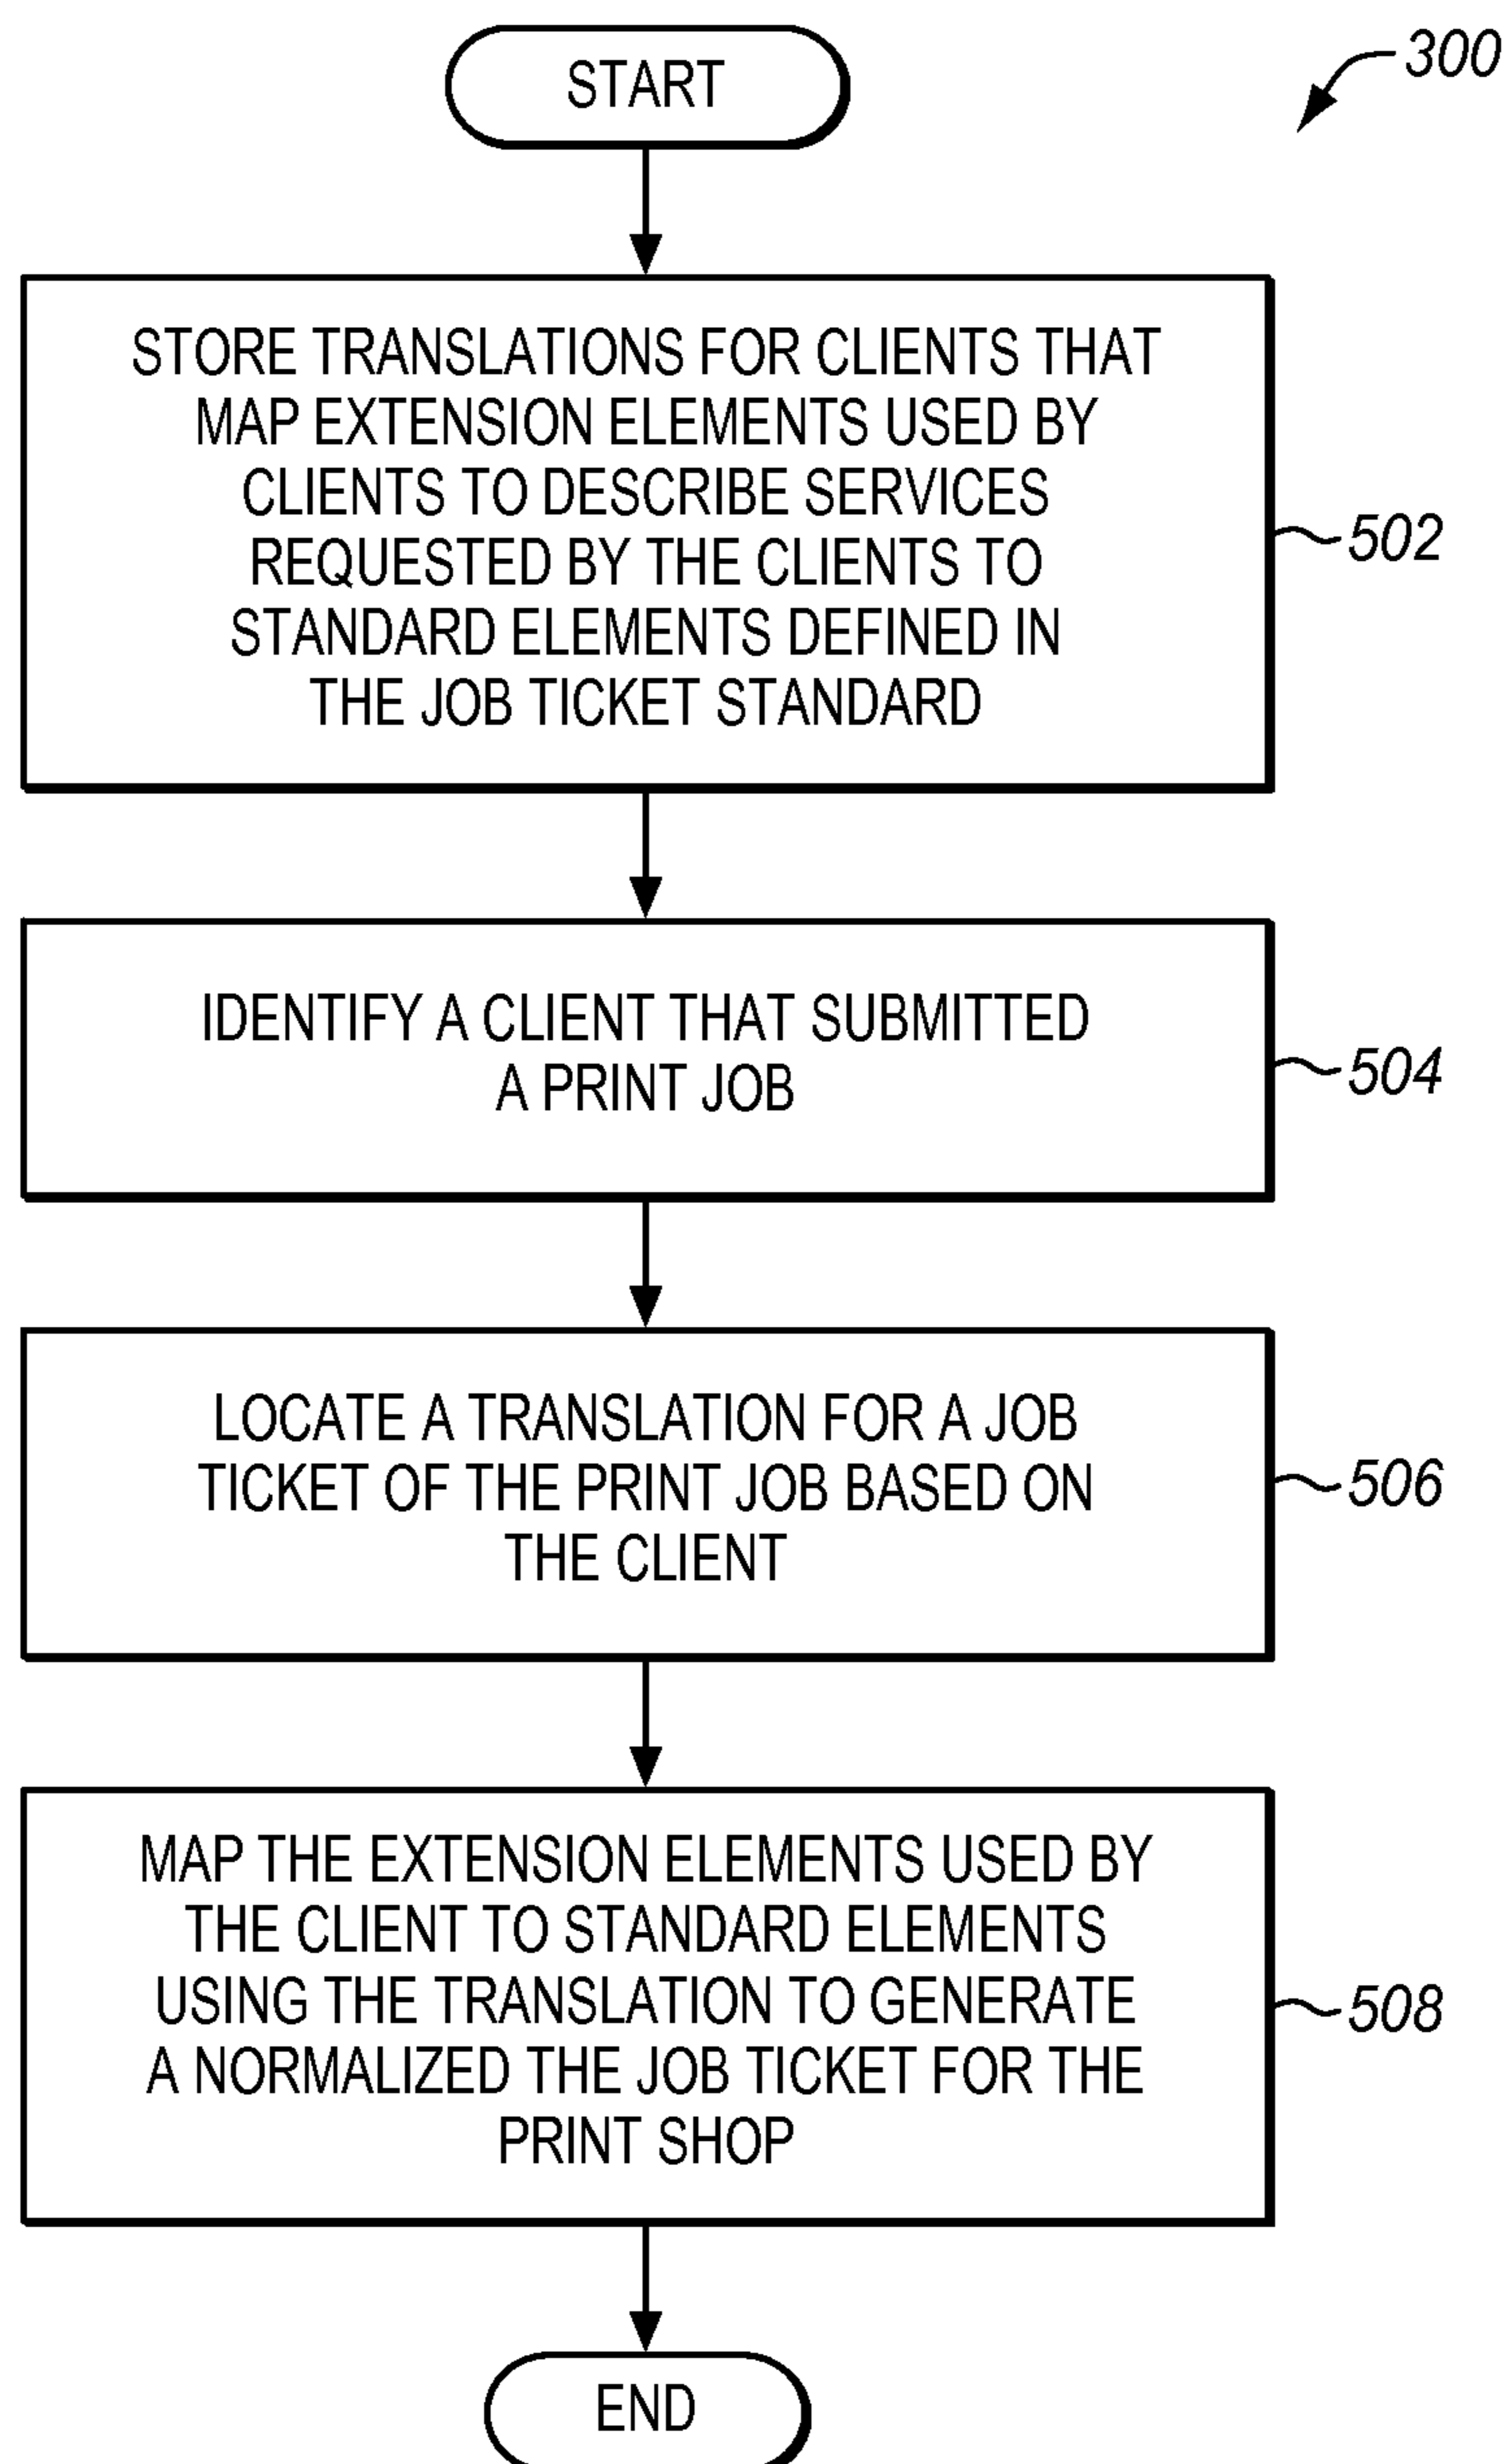 START
300
STORE TRANSLATIONS FOR CLIENTS THAT
MAP EXTENSION ELEMENTS USED BY
CLIENTS TO DESCRIBE SERVICES
REQUESTED BY THE CLIENTS TO
STANDARD ELEMENTS DEFINED IN
THE JOB TICKET STANDARD
502
IDENTIFY A CLIENT THAT SUBMITTED
A PRINT JOB
504
LOCATE A TRANSLATION FOR A JOB
TICKET OF THE PRINT JOB BASED ON
THE CLIENT
506
MAP THE EXTENSION ELEMENTS USED BY
THE CLIENT TO STANDARD ELEMENTS
USING THE TRANSLATION TO GENERATE
A NORMALIZED THE JOB TICKET FOR THE
PRINT SHOP
508
END